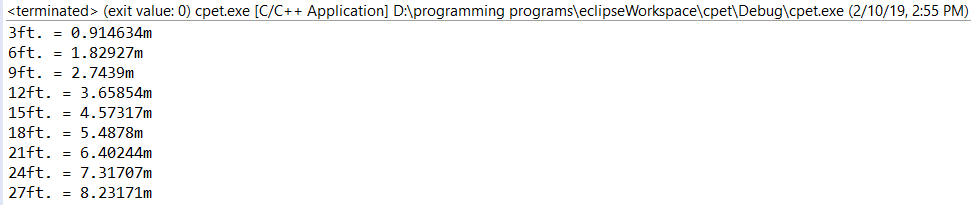 <terminated> (exit value: 0) cpet.exe [C/C++ Application] D:\programming programs\eclipseWorkspace\cpet\Debug\cpet.exe (2/10/19, 2:55 PM)
3ft. = 0.914634m
6ft. = 1.82927m
9ft. = 2.7439m
12ft. = 3.65854m
15ft. = 4.57317m
18ft. = 5.4878m
21ft. = 6.40244m
24ft. = 7.31707m
27ft. = 8.23171m